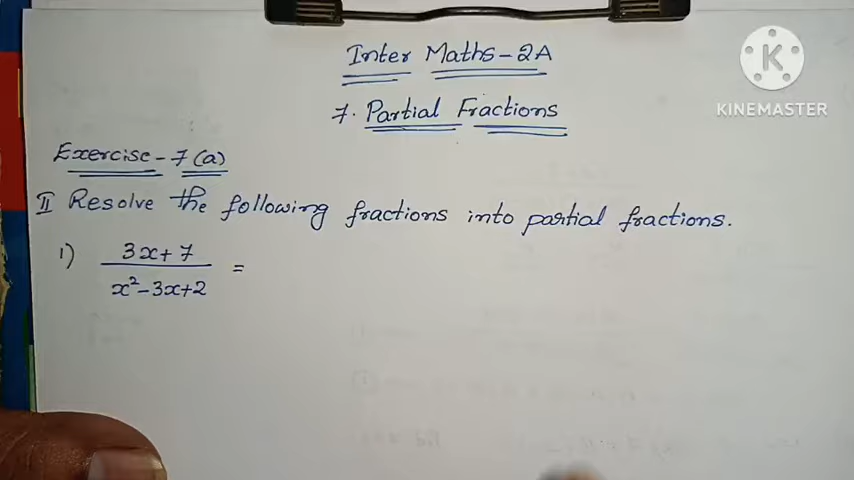 Inter Maths-2A
K
KINEMASTER
7. Partial Fractions
Exercise-7(a)
II Resolve the following fractions into partial fractions.
1) 3x+7 / x²-3x+2 =